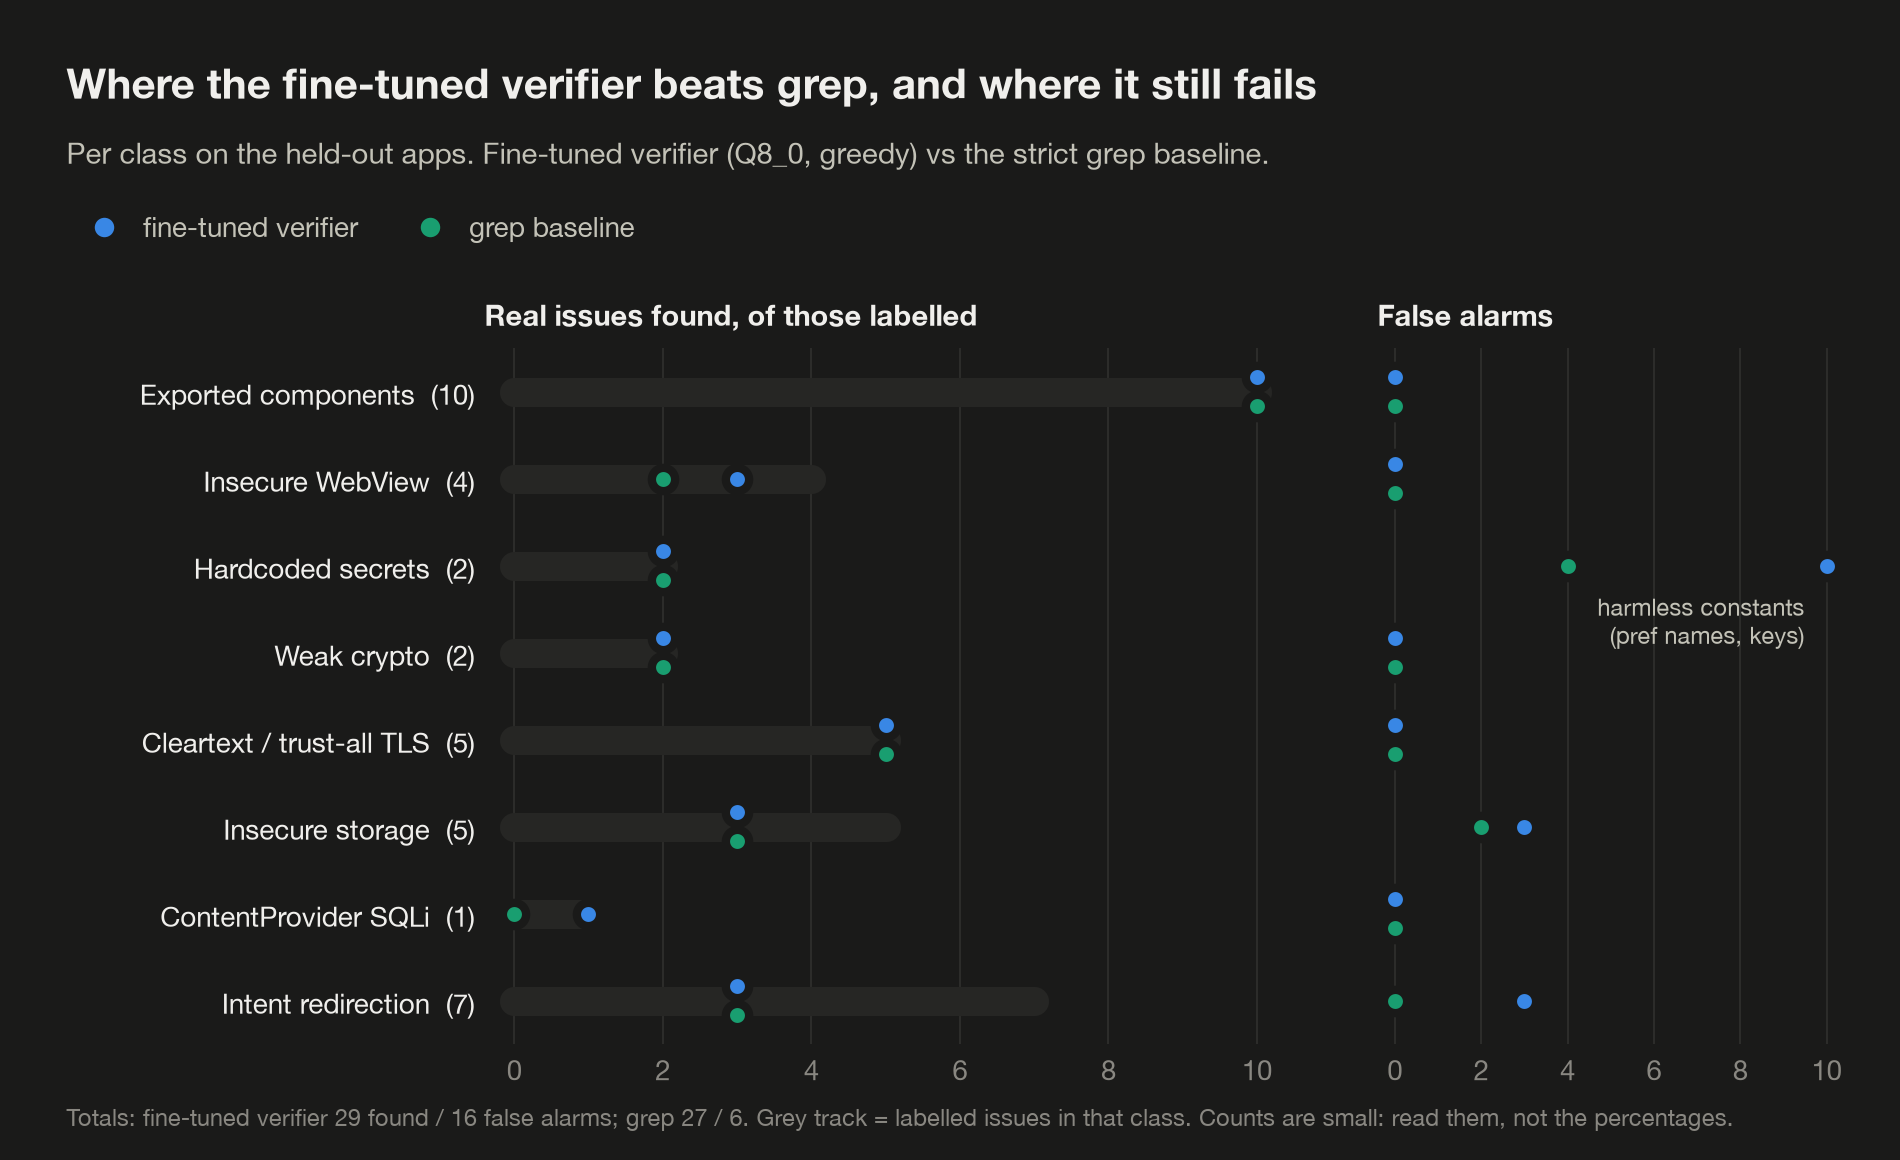 Where the fine-tuned verifier beats grep, and where it still fails
Per class on the held-out apps. Fine-tuned verifier (Q8_0, greedy) vs the strict grep baseline.
fine-tuned verifier
grep baseline
Real issues found, of those labelled
False alarms
Exported components (10)
Insecure WebView (4)
Hardcoded secrets (2)
harmless constants
(pref names, keys)
Weak crypto (2)
Cleartext / trust-all TLS (5)
Insecure storage (5)
ContentProvider SQLi (1)
Intent redirection (7)
0 2 4 6 8 10
0 2 4 6 8 10
Totals: fine-tuned verifier 29 found / 16 false alarms; grep 27 / 6. Grey track = labelled issues in that class. Counts are small: read them, not the percentages.